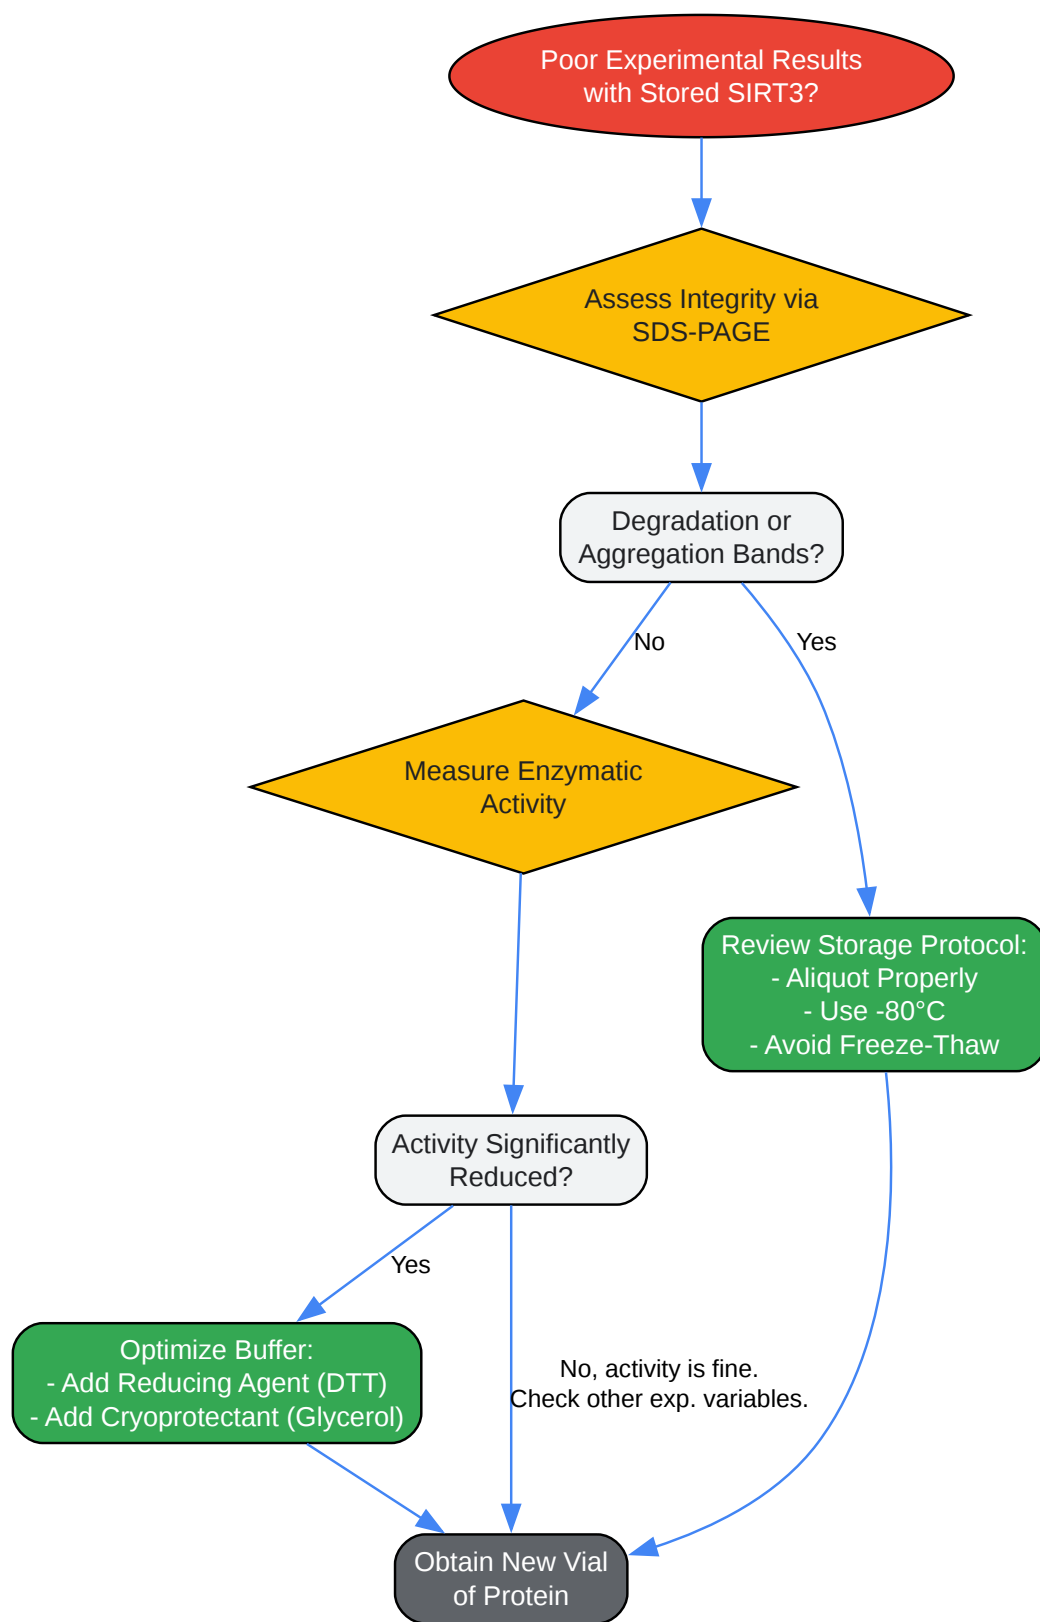 Poor Experimental Results
with Stored SIRT3?
Assess Integrity via
SDS-PAGE
Degradation or
Aggregation Bands?
No
Yes
Measure Enzymatic
Activity
Review Storage Protocol:
- Aliquot Properly
- Use -80°C
- Avoid Freeze-Thaw
Activity Significantly
Reduced?
Yes
Optimize Buffer:
- Add Reducing Agent (DTT)
- Add Cryoprotectant (Glycerol)
No, activity is fine.
Check other exp. variables.
Obtain New Vial
of Protein